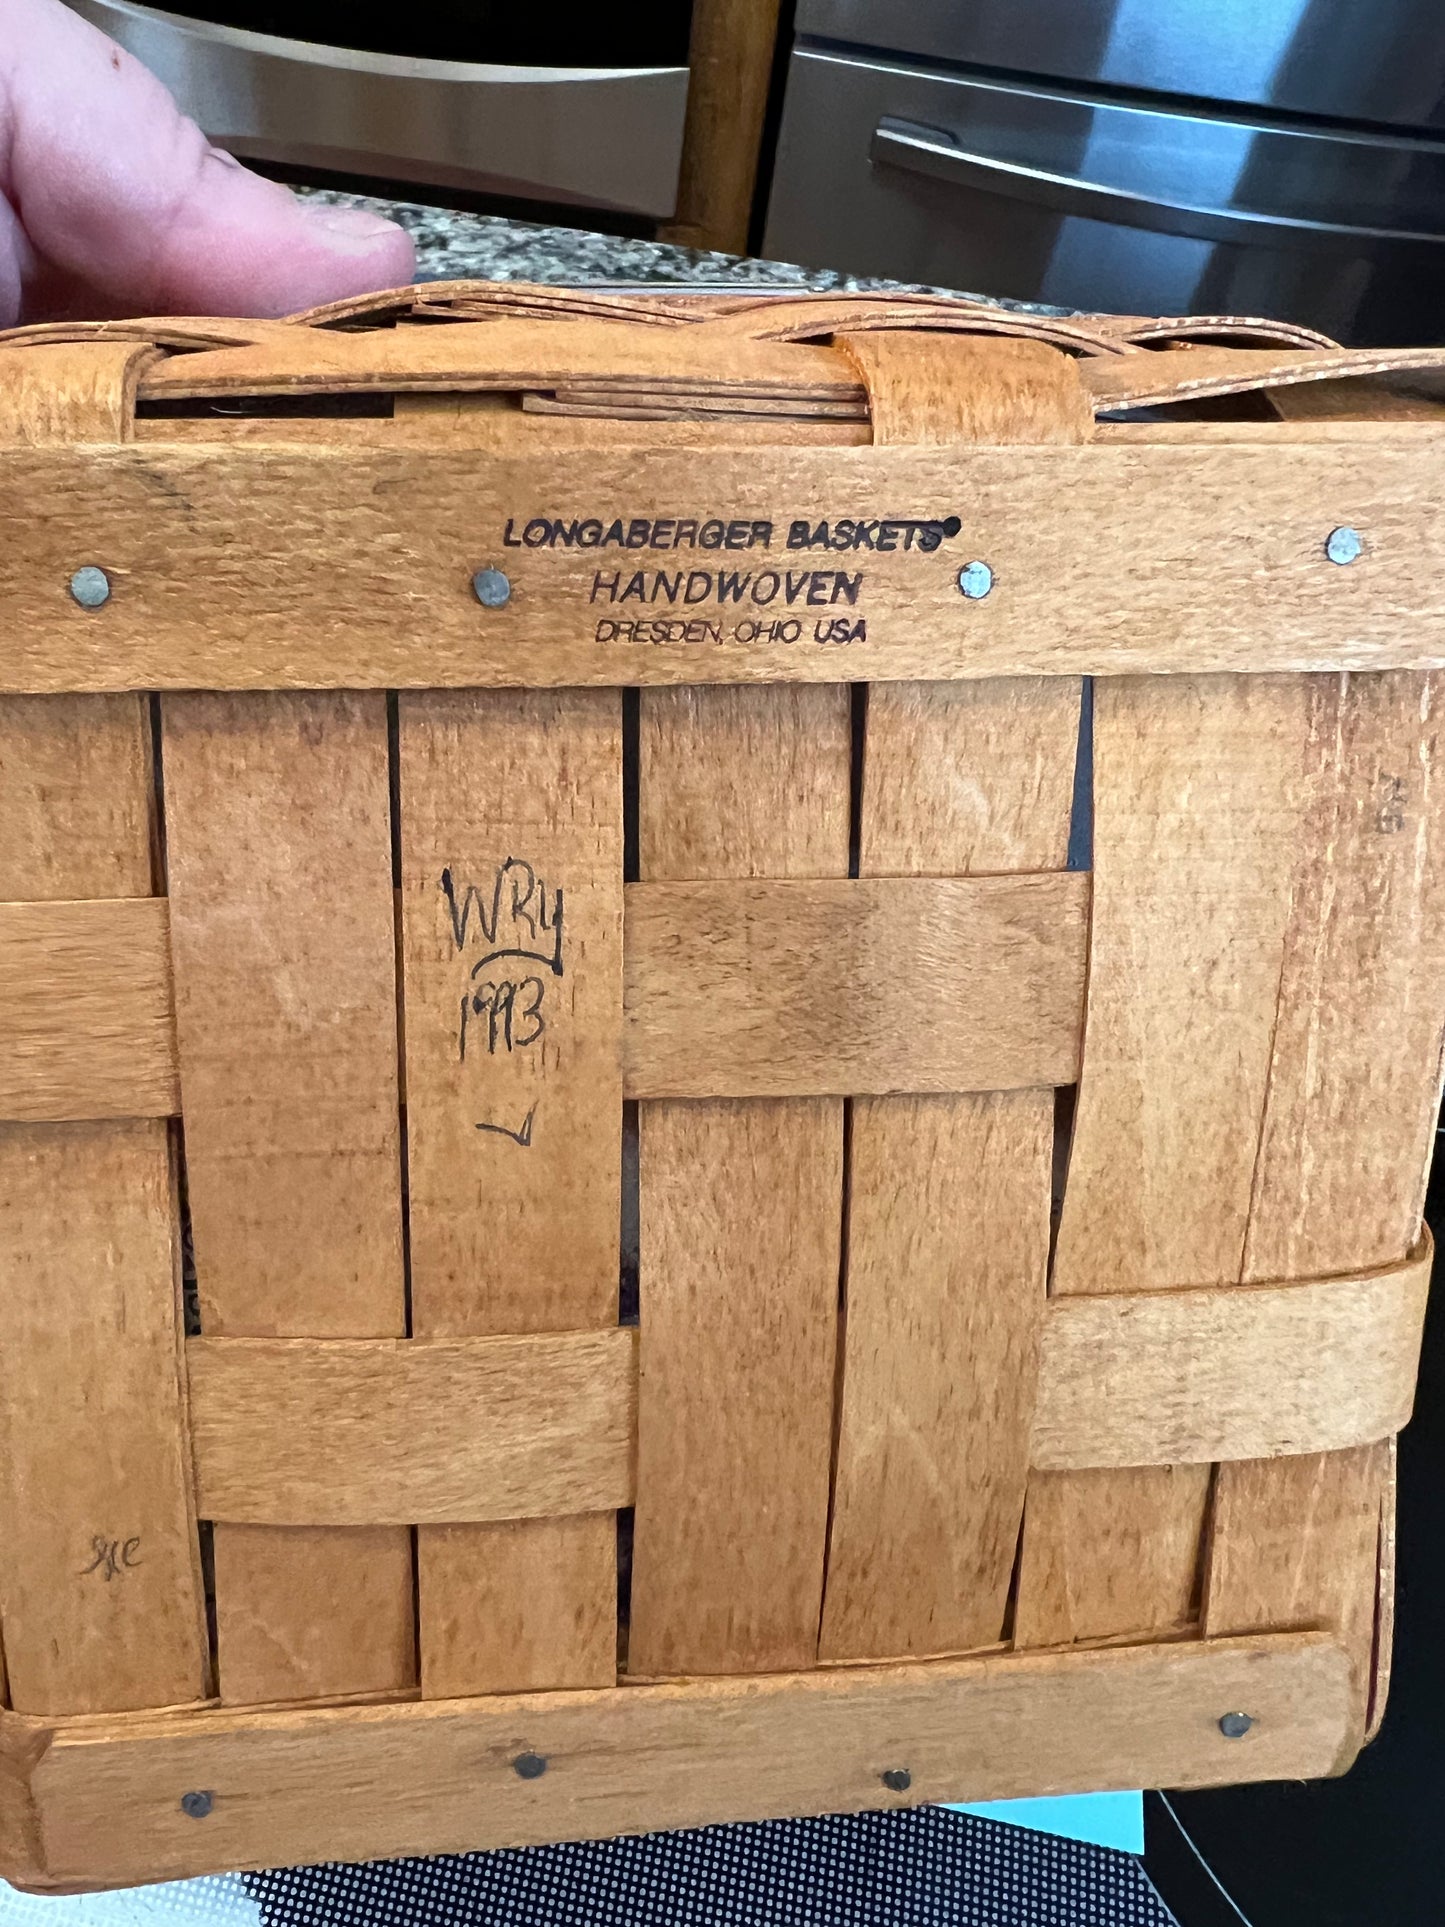 LONGABERGER BASKETS®
HANDWOVEN
DRESDEN, OHIO USA
WRY
1993